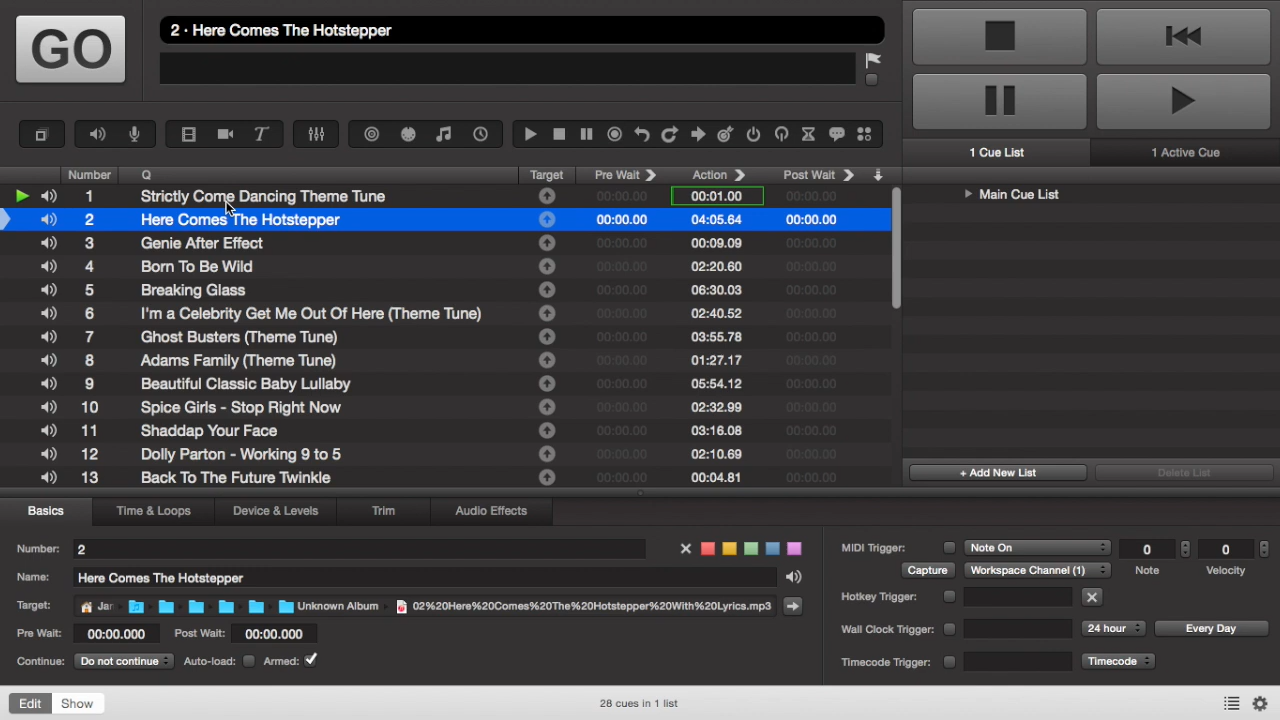 GO
2 · Here Comes The Hotstepper
T
Number Q Target Pre Wait Action Post Wait
1 Strictly Come Dancing Theme Tune 00:00.00 00:01.00 00:00.00
2 Here Comes The Hotstepper 00:00.00 04:05.64 00:00.00
3 Genie After Effect 00:00.00 00:09.09 00:00.00
4 Born To Be Wild 00:00.00 02:20.60 00:00.00
5 Breaking Glass 00:00.00 06:30.03 00:00.00
6 I'm a Celebrity Get Me Out Of Here (Theme Tune) 00:00.00 02:40.52 00:00.00
7 Ghost Busters (Theme Tune) 00:00.00 03:55.78 00:00.00
8 Adams Family (Theme Tune) 00:00.00 01:27.17 00:00.00
9 Beautiful Classic Baby Lullaby 00:00.00 05:54.12 00:00.00
10 Spice Girls - Stop Right Now 00:00.00 02:32.99 00:00.00
11 Shaddap Your Face 00:00.00 03:16.08 00:00.00
12 Dolly Parton - Working 9 to 5 00:00.00 02:10.69 00:00.00
13 Back To The Future Twinkle 00:00.00 00:04.81 00:00.00
1 Cue List 1 Active Cue
Main Cue List
+ Add New List Delete List
Basics Time & Loops Device & Levels Trim Audio Effects
Number: 2
Name: Here Comes The Hotstepper
Target: Jar Unknown Album 02%20Here%20Comes%20The%20Hotstepper%20With%20Lyrics.mp3
Pre Wait: 00:00.000 Post Wait: 00:00.000
Continue: Do not continue Auto-load: Armed:
MIDI Trigger: Note On 0 0
Capture Workspace Channel (1) Note Velocity
Hotkey Trigger:
Wall Clock Trigger: 24 hour Every Day
Timecode Trigger: Timecode
Edit Show 28 cues in 1 list